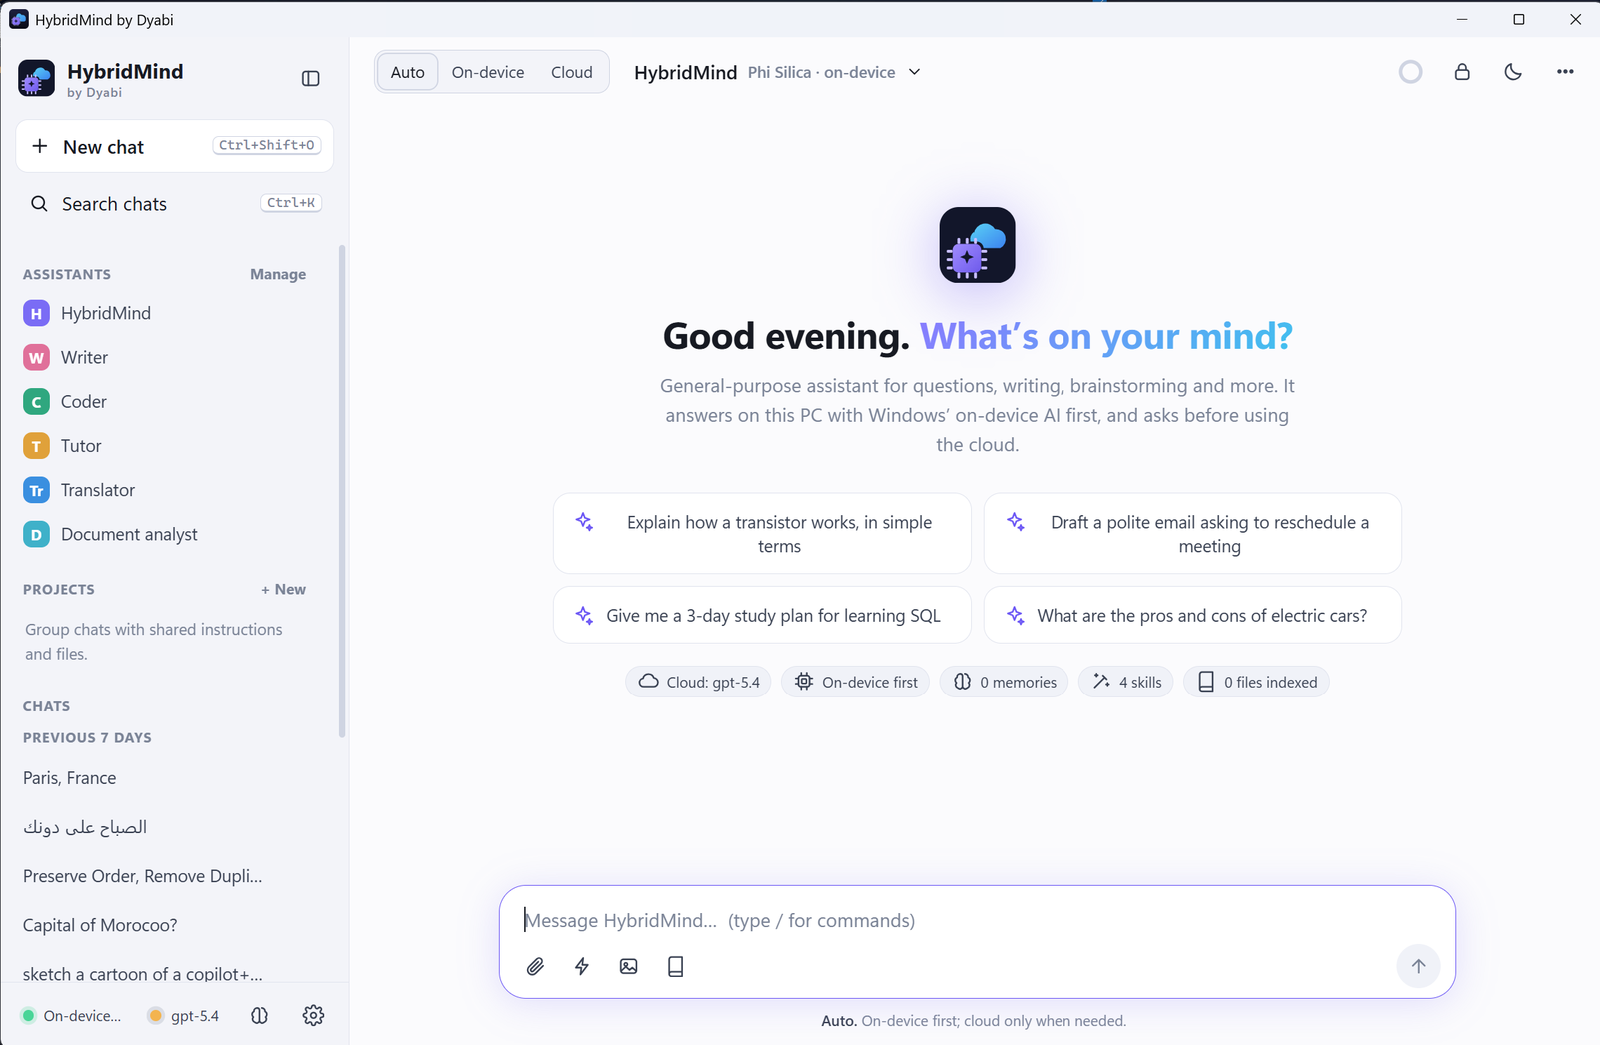 HybridMind by Dyabi
HybridMind
by Dyabi
New chat Ctrl+Shift+O
Search chats Ctrl+K
ASSISTANTS Manage
H HybridMind
W Writer
C Coder
T Tutor
Tr Translator
D Document analyst
PROJECTS + New
Group chats with shared instructions
and files.
CHATS
PREVIOUS 7 DAYS
Paris, France
الصباح على دونك
Preserve Order, Remove Dupli...
Capital of Morocoo?
sketch a cartoon of a copilot+...
On-device... gpt-5.4
Auto On-device Cloud HybridMind Phi Silica · on-device
Good evening. What’s on your mind?
General-purpose assistant for questions, writing, brainstorming and more. It
answers on this PC with Windows’ on-device AI first, and asks before using
the cloud.
Explain how a transistor works, in simple
terms
Draft a polite email asking to reschedule a
meeting
Give me a 3-day study plan for learning SQL
What are the pros and cons of electric cars?
Cloud: gpt-5.4 On-device first 0 memories 4 skills 0 files indexed
Message HybridMind... (type / for commands)
Auto. On-device first; cloud only when needed.